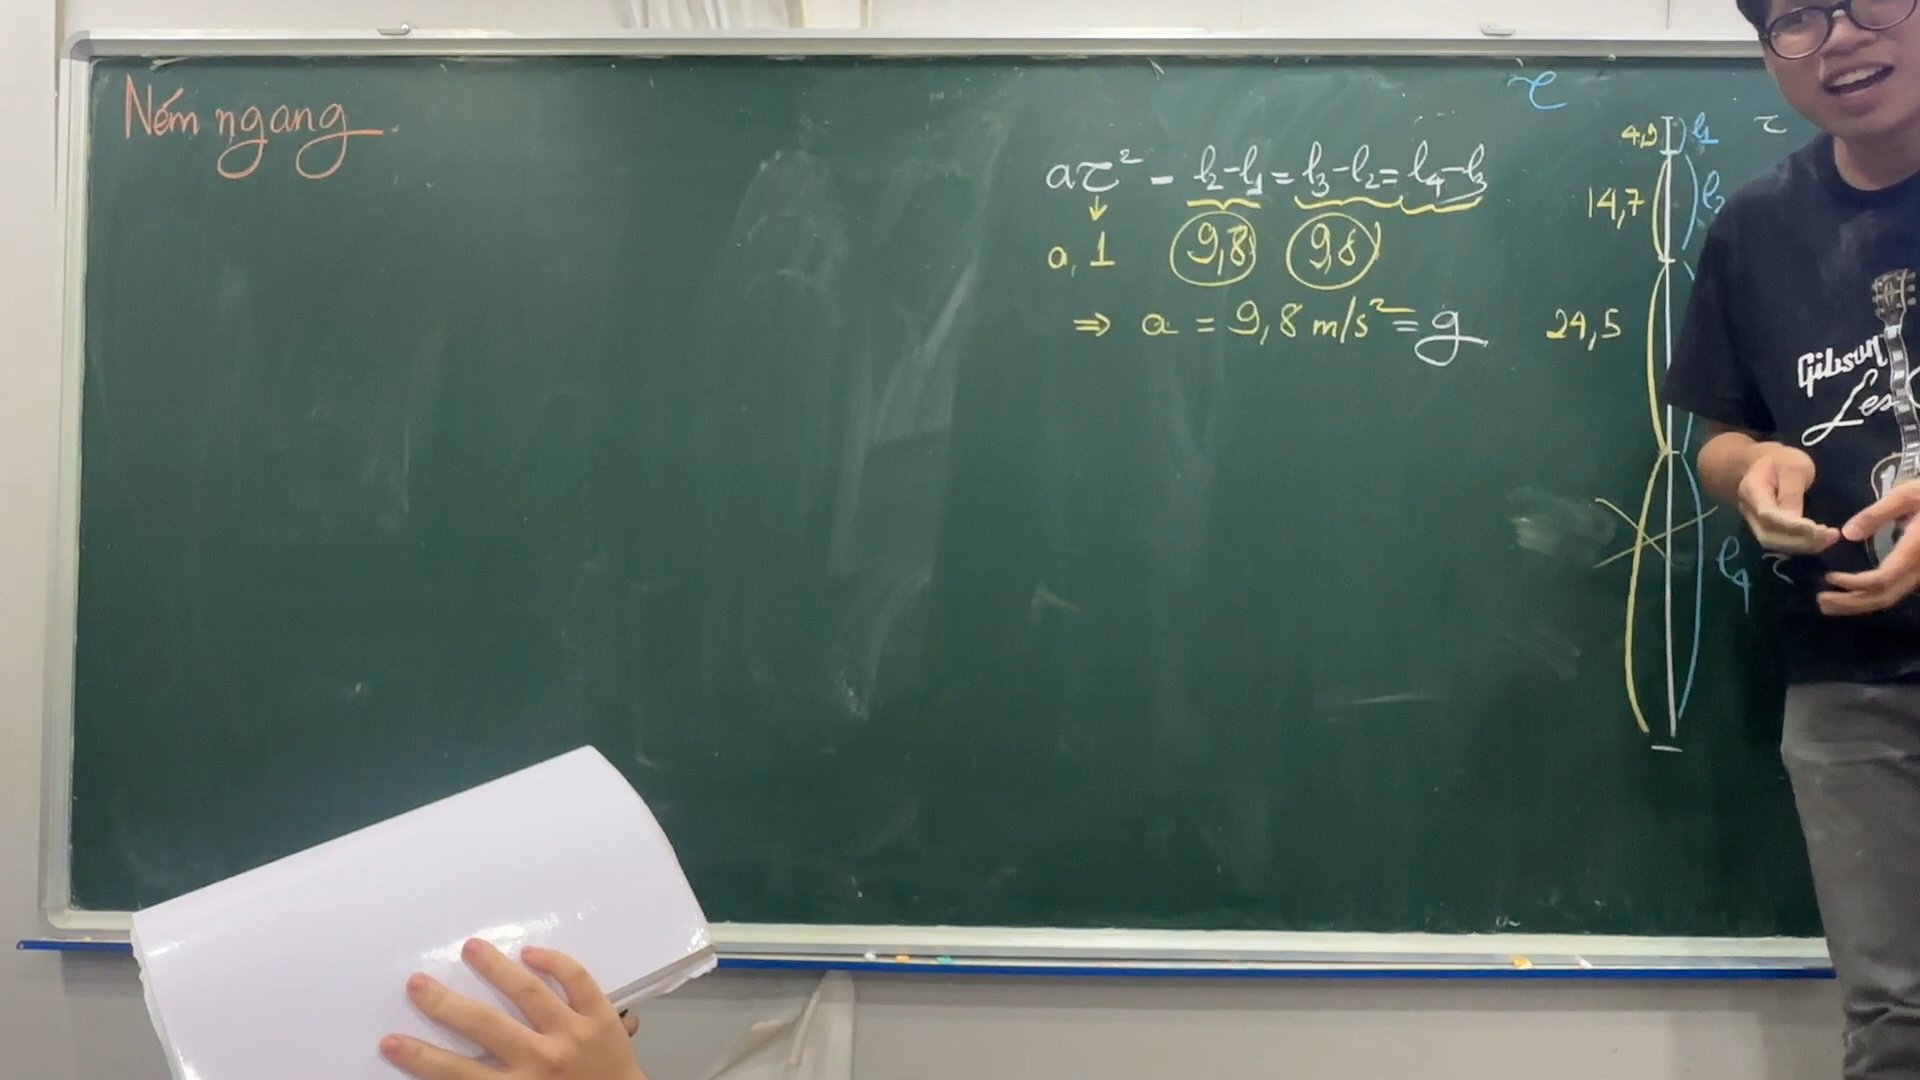 Ném ngang
aτ² - l2-l1 = l3-l2 = l4-l3
a, 1 9,8 9,8
⇒ a = 9,8 m/s² = g
τ
4,9 l1 τ
14,7 l2
24,5
l4 τ
Gibson
Les